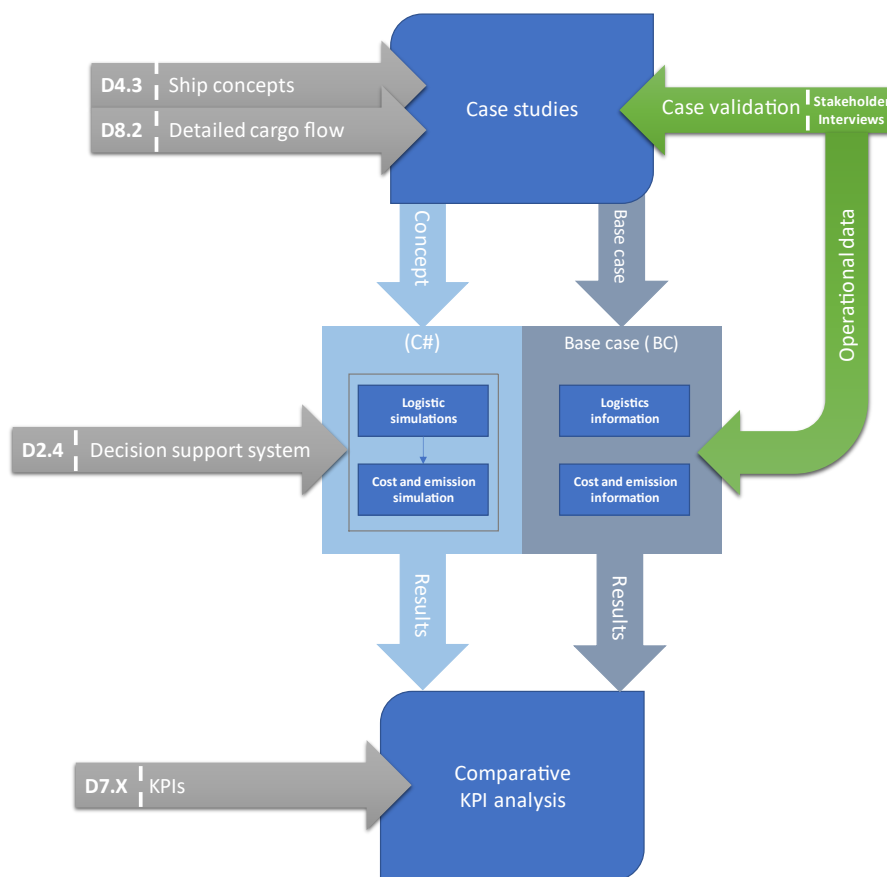 D4.3 Ship concepts
D8.2 Detailed cargo flow
Case studies
Case validation
Stakeholder
Interviews
Concept
Base case
Operational data
(C#)
Base case (BC)
Logistic
simulations
Cost and emission
simulation
Logistics
information
Cost and emission
information
D2.4 Decision support system
Results
Results
D7.X KPIs
Comparative
KPI analysis